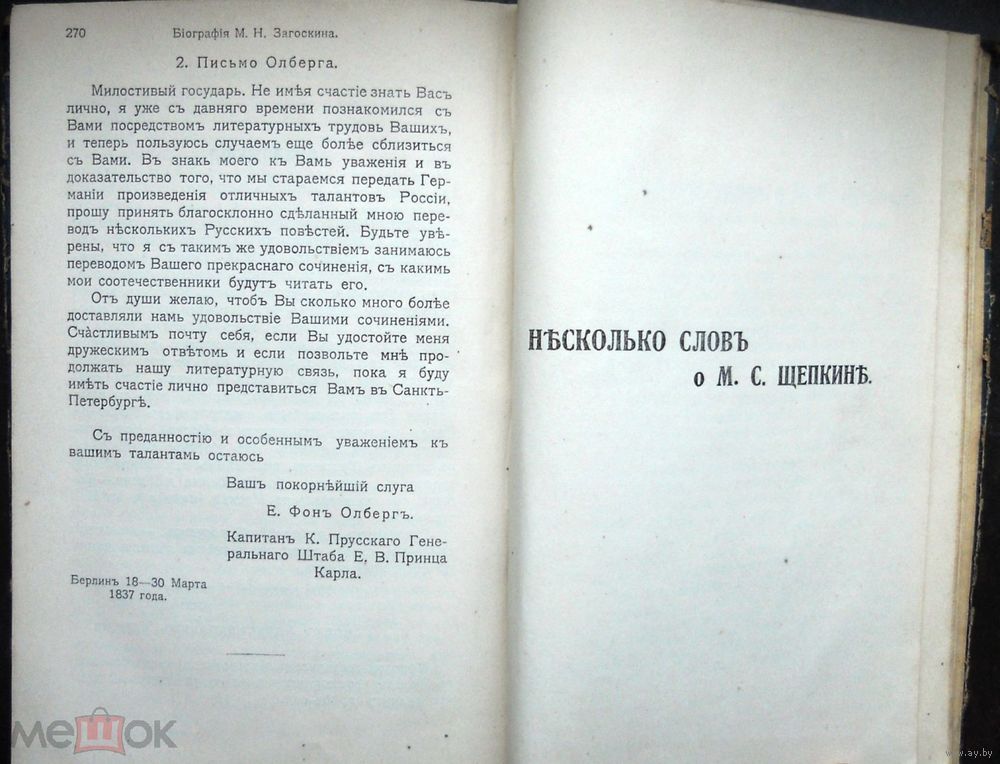 270 Біографія М. Н. Загоскина.
2. Письмо Олберга.
Милостивый государь. Не имѣя счастіе знать Васъ
лично, я уже съ давняго времени познакомился съ
Вами посредствомъ литературныхъ трудовь Вашихъ,
и теперь пользуюсь случаемъ еще болѣе сблизиться
съ Вами. Въ знакъ моего къ Вамь уваженія и въ
доказательство того, что мы стараемся передать Гер-
маніи произведенія отличныхъ талантовъ Россіи,
прошу принять благосклонно сдѣланный мною пере-
водъ нѣсколькихъ Русскихъ повѣстей. Будьте увѣ-
рены, что я съ такимъ же удовольствіемъ занимаюсь
переводомъ Вашего прекраснаго сочиненія, съ какимь
мои соотечественники будутъ читать его.
Отъ души желаю, чтобъ Вы сколько много болѣе
доставляли намь удовольствіе Вашими сочиненіями.
Счастливымъ почту себя, если Вы удостойте меня
дружескимъ отвѣтомь и если позвольте мнѣ про-
должать нашу литературную связь, пока я буду
имѣть счастіе лично представиться Вамъ въ Санктъ-
Петербургѣ.
Съ преданностію и особеннымъ уваженіемъ къ
вашимъ талантамь остаюсь
Вашъ покорнѣйшій слуга
Е. Фонъ Олбергъ.
Капитанъ К. Прусскаго Гене-
ральнаго Штаба Е. В. Принца
Карла.
Берлинъ 18—30 Марта
1837 года.
НѢСКОЛЬКО СЛОВЪ
о М. С. ЩЕПКИНѢ.
мешок
www.ay.by